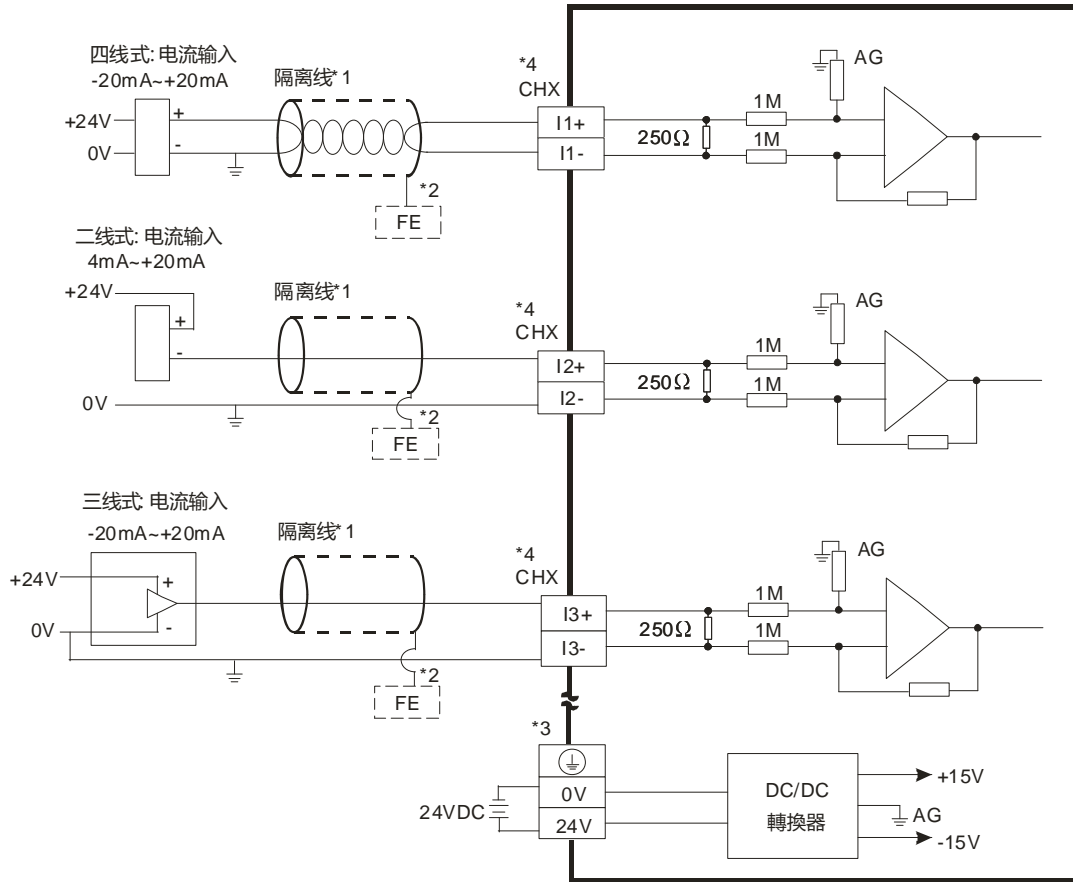 四线式: 电流输入
-20mA~+20mA
隔离线*1
*4
CHX
AG
+24V
+
I1+
250Ω
1M
0V
-
I1-
1M
*2
FE
二线式: 电流输入
4mA~+20mA
+24V
隔离线*1
*4
CHX
AG
+
I2+
250Ω
1M
-
I2-
1M
0V
*2
FE
三线式: 电流输入
-20mA~+20mA
隔离线*1
*4
CHX
AG
+24V
+
I3+
250Ω
1M
0V
-
I3-
1M
*2
FE
*3
24VDC
0V
24V
DC/DC
轉換器
+15V
AG
-15V